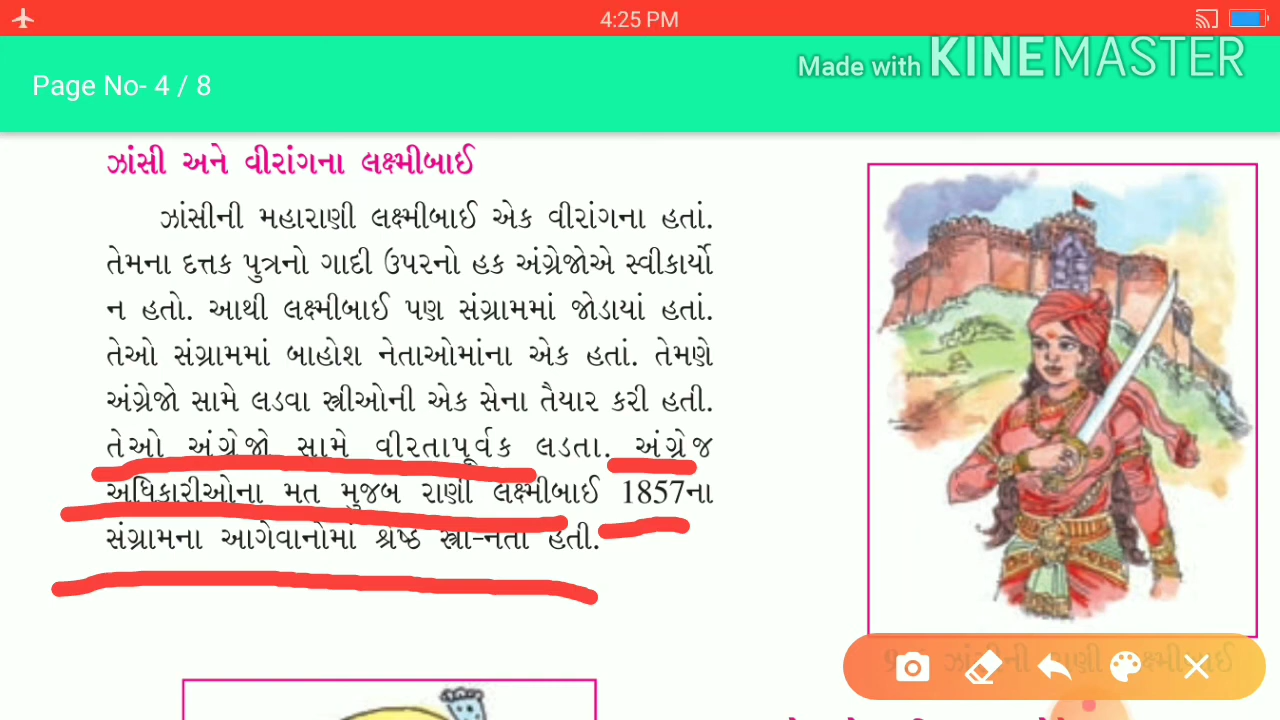 4:25 PM
Made with KINEMASTER
Page No- 4 / 8
ઝાંસી અને વીરાંગના લક્ષ્મીબાઈ
ઝાંસીની મહારાણી લક્ષ્મીબાઈ એક વીરાંગના હતાં.
તેમના દત્તક પુત્રનો ગાદી ઉપરનો હક અંગ્રેજોએ સ્વીકાર્યો
ન હતો. આથી લક્ષ્મીબાઈ પણ સંગ્રામમાં જોડાયાં હતાં.
તેઓ સંગ્રામમાં બાહોશ નેતાઓમાંના એક હતાં. તેમણે
અંગ્રેજો સામે લડવા સ્ત્રીઓની એક સેના તૈયાર કરી હતી.
તેઓ અંગ્રેજો સામે વીરતાપૂર્વક લડતા. અંગ્રેજ
અધિકારીઓના મત મુજબ રાણી લક્ષ્મીબાઈ 1857ના
સંગ્રામના આગેવાનોમાં શ્રેષ્ઠ સ્ત્રી-નેતા હતી.
ઝાંસીની રાણી લક્ષ્મીબાઈ